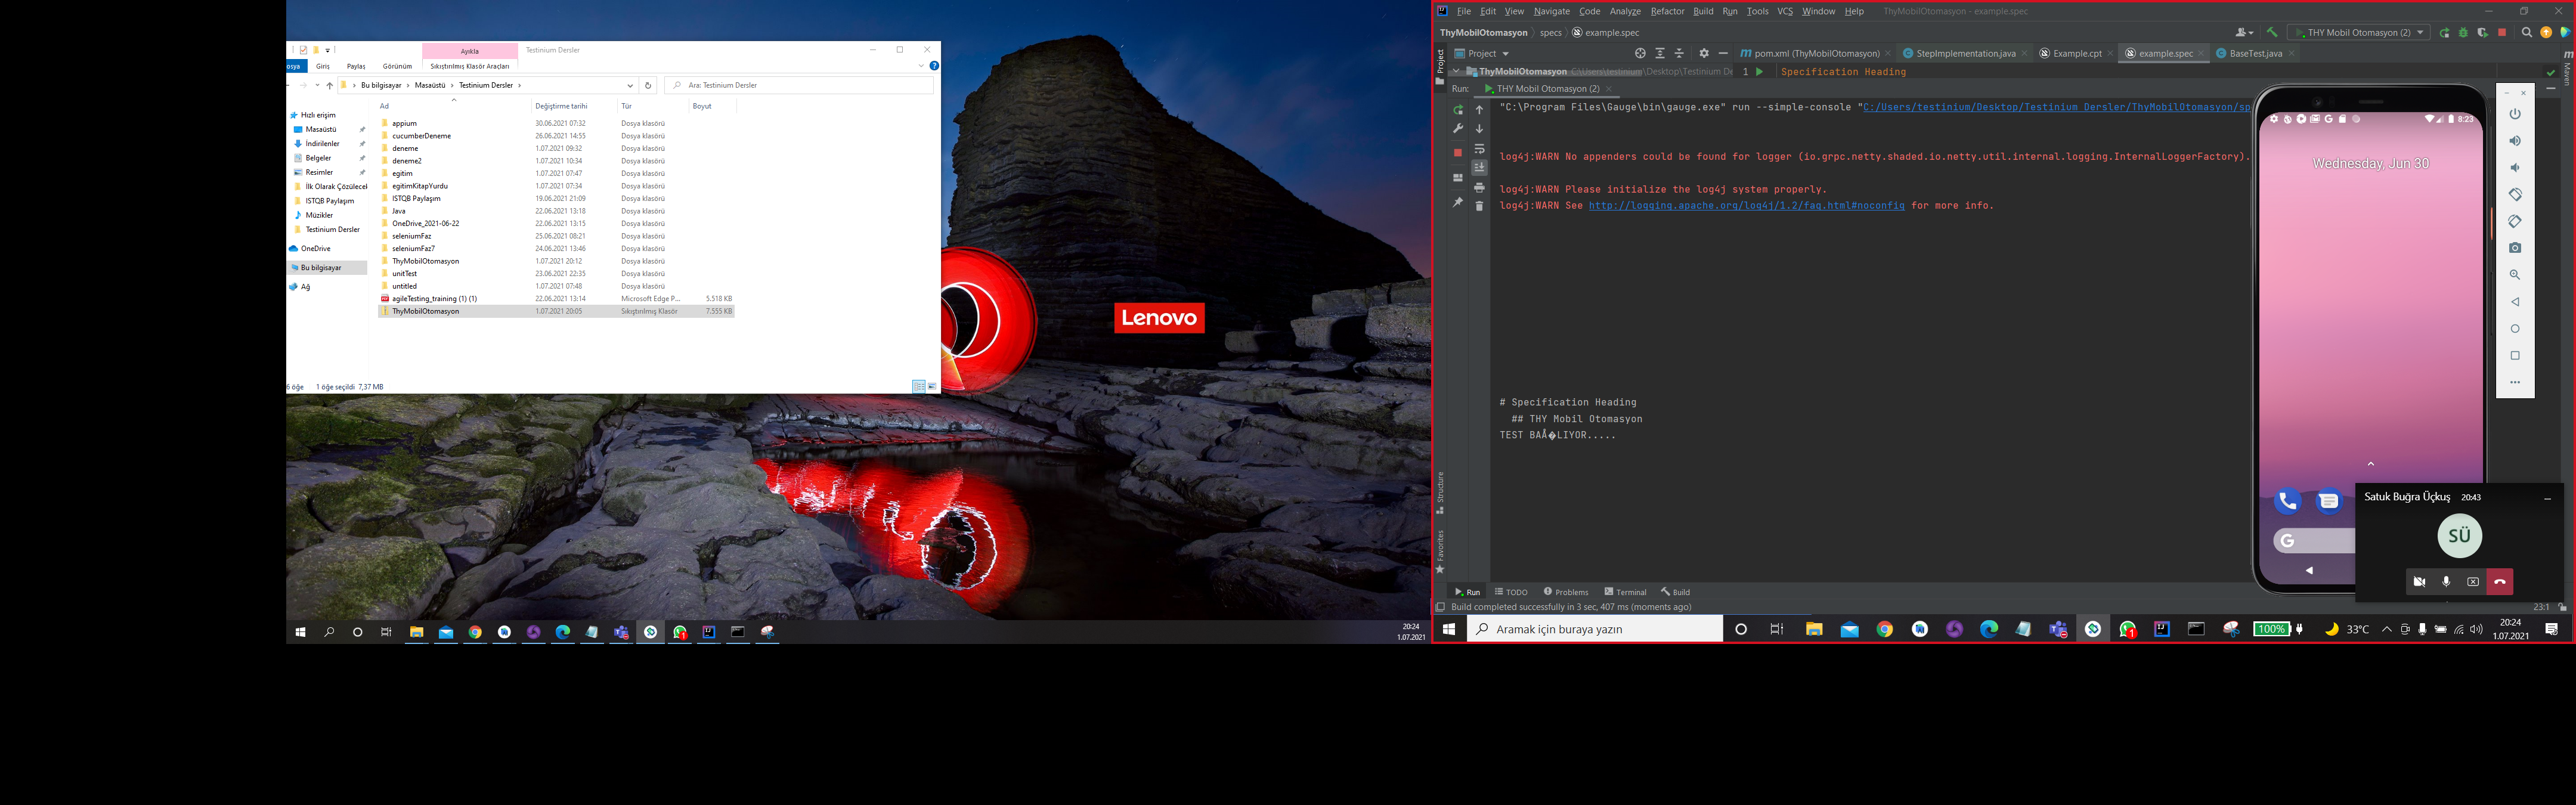 Ayıkla
Testinium Dersler
osya
Giriş
Paylaş
Görünüm
Sıkıştırılmış Klasör Araçları
Bu bilgisayar > Masaüstü > Testinium Dersler >
Ara: Testinium Dersler
Ad
Değiştirme tarihi
Tür
Boyut
Hızlı erişim
Masaüstü
İndirilenler
Belgeler
Resimler
İlk Olarak Çözülecel
ISTQB Paylaşım
Müzikler
Testinium Dersler
OneDrive
Bu bilgisayar
Ağ
appium 30.06.2021 07:32 Dosya klasörü
cucumberDeneme 26.06.2021 14:55 Dosya klasörü
deneme 1.07.2021 09:32 Dosya klasörü
deneme2 1.07.2021 10:34 Dosya klasörü
egitim 1.07.2021 07:47 Dosya klasörü
egitimKitapYurdu 1.07.2021 07:34 Dosya klasörü
ISTQB Paylaşım 19.06.2021 21:09 Dosya klasörü
Java 22.06.2021 13:18 Dosya klasörü
OneDrive_2021-06-22 22.06.2021 13:15 Dosya klasörü
seleniumFaz 25.06.2021 08:21 Dosya klasörü
seleniumFaz7 24.06.2021 13:46 Dosya klasörü
ThyMobilOtomasyon 1.07.2021 20:12 Dosya klasörü
unitTest 23.06.2021 22:35 Dosya klasörü
untitled 1.07.2021 07:48 Dosya klasörü
agileTesting_training (1) (1) 22.06.2021 13:14 Microsoft Edge P... 5.518 KB
ThyMobilOtomasyon 1.07.2021 20:05 Sıkıştırılmış Klasör 7.555 KB
6 öğe 1 öğe seçildi 7,37 MB
Lenovo
20:24
1.07.2021
File Edit View Navigate Code Analyze Refactor Build Run Tools VCS Window Help ThyMobilOtomasyon - example.spec
ThyMobilOtomasyon > specs > example.spec
THY Mobil Otomasyon (2)
Project
pom.xml (ThyMobilOtomasyon)
StepImplementation.java
Example.cpt
example.spec
BaseTest.java
Project
Maven
ThyMobilOtomasyon C:\Users\testinium\Desktop\Testinium De
1 Specification Heading
Run: THY Mobil Otomasyon (2)
"C:\Program Files\Gauge\bin\gauge.exe" run --simple-console "C:/Users/testinium/Desktop/Testinium Dersler/ThyMobilOtomasyon/sp
log4j:WARN No appenders could be found for logger (io.grpc.netty.shaded.io.netty.util.internal.logging.InternalLoggerFactory).
log4j:WARN Please initialize the log4j system properly.
log4j:WARN See http://logging.apache.org/log4j/1.2/faq.html#noconfig for more info.
# Specification Heading
## THY Mobil Otomasyon
TEST BAÅ�LIYOR.....
Structure
Favorites
8:23
Wednesday, Jun 30
G
Satuk Buğra Üçkuş 20:43
SÜ
Run TODO Problems Terminal Build
Build completed successfully in 3 sec, 407 ms (moments ago)
23:1
Aramak için buraya yazın
100%
33°C
20:24
1.07.2021